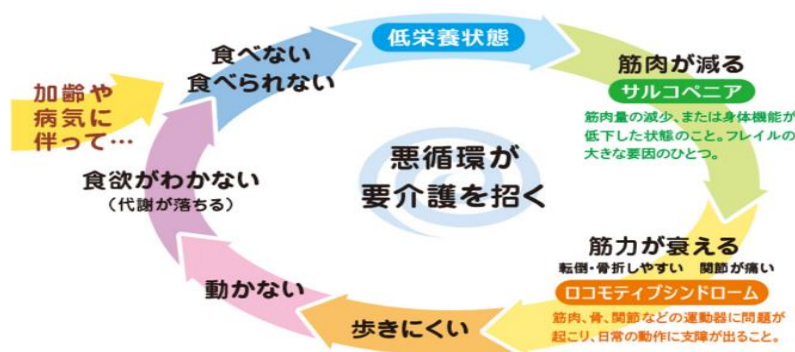 加齢や
病気に
伴って…
食べない
食べられない
低栄養状態
筋肉が減る
サルコペニア
筋肉量の減少、または身体機能が
低下した状態のこと。フレイルの
大きな要因のひとつ。
悪循環が
要介護を招く
筋力が衰える
転倒・骨折しやすい 関節が痛い
ロコモティブシンドローム
筋肉、骨、関節などの運動器に問題が
起こり、日常の動作に支障が出ること。
歩きにくい
動かない
食欲がわかない
（代謝が落ちる）